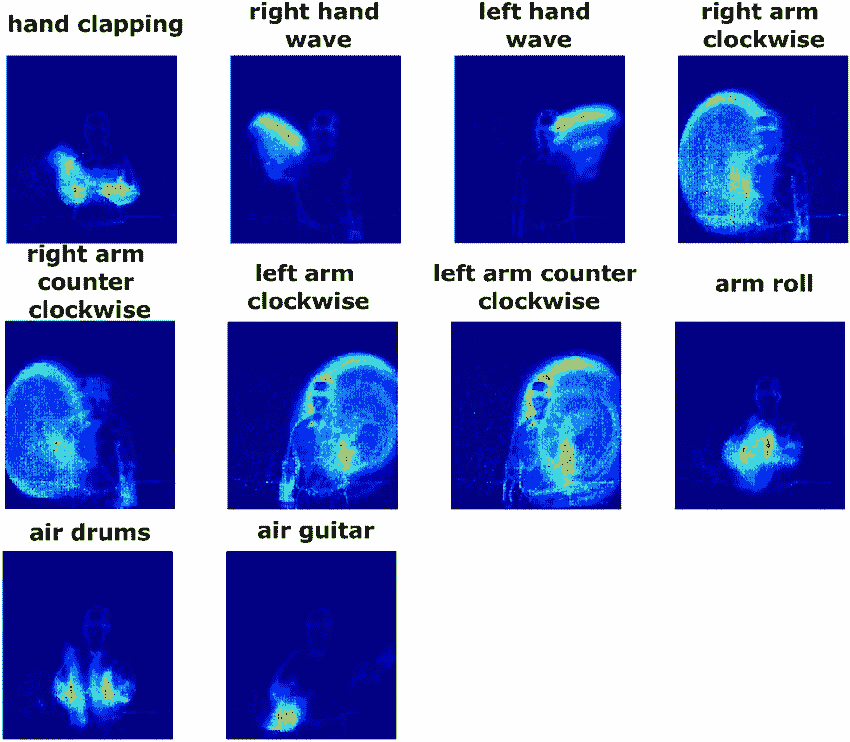 hand clapping
right hand
wave
left hand
wave
right arm
clockwise
right arm
counter
clockwise
left arm
clockwise
left arm counter
clockwise
arm roll
air drums
air guitar